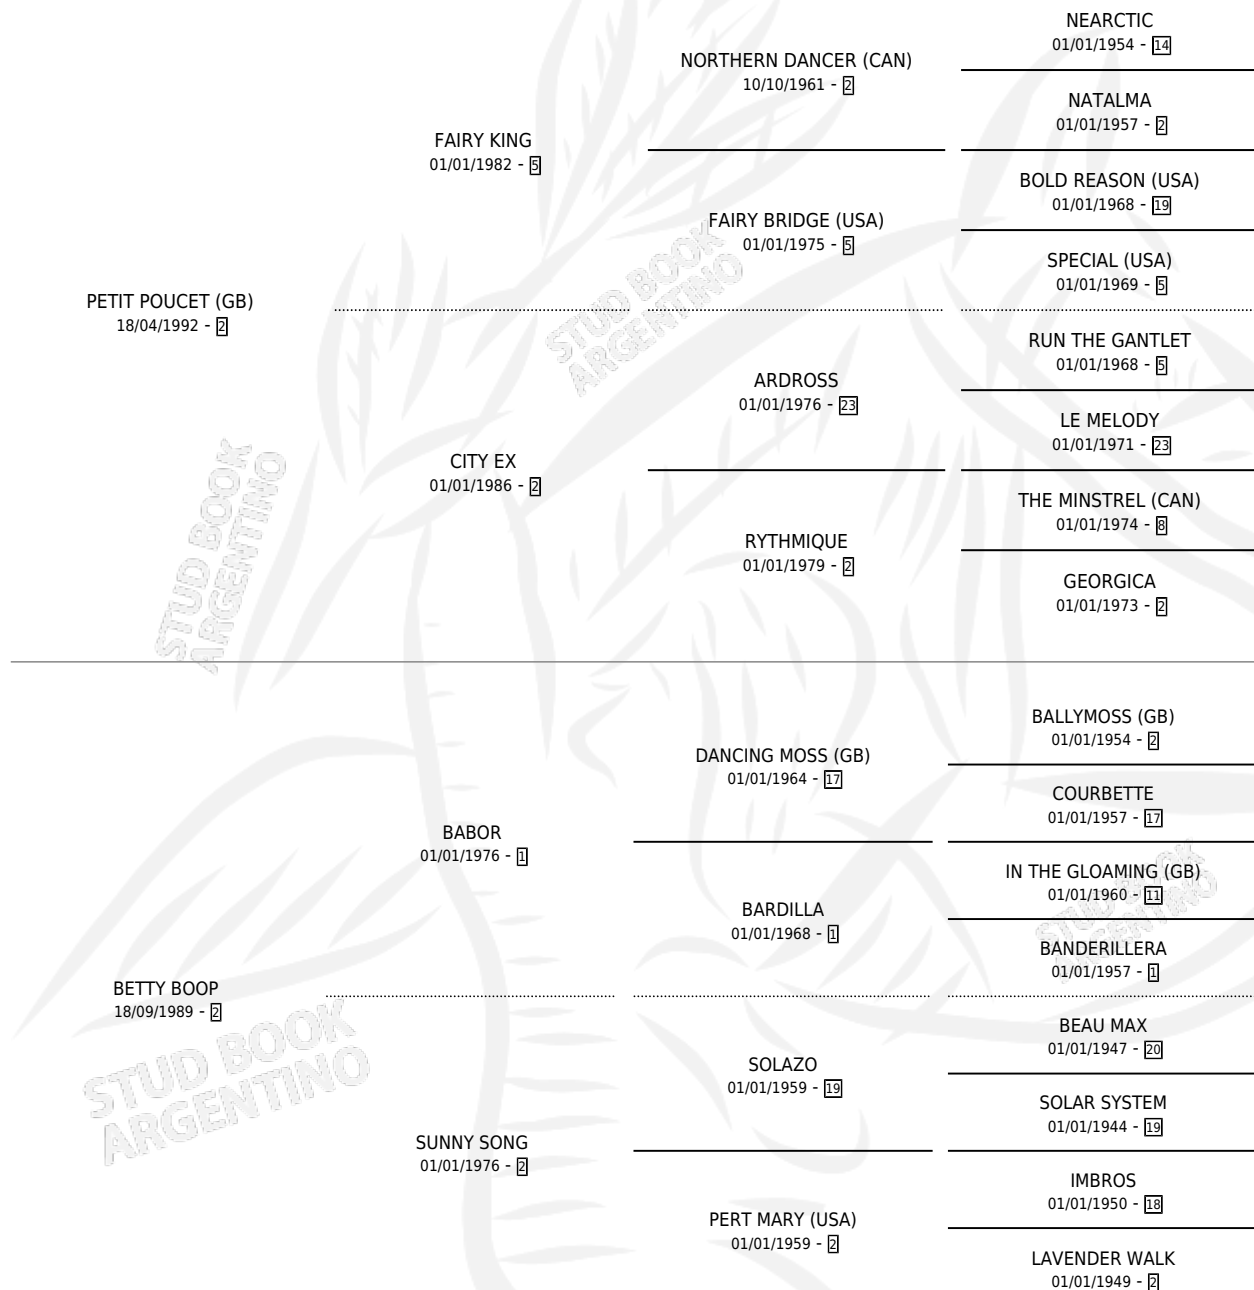 NEARCTIC
01/01/1954 - 14
NORTHERN DANCER (CAN)
10/10/1961 - 2
NATALMA
01/01/1957 - 2
FAIRY KING
01/01/1982 - 5
BOLD REASON (USA)
01/01/1968 - 19
FAIRY BRIDGE (USA)
01/01/1975 - 5
SPECIAL (USA)
01/01/1969 - 5
PETIT POUCET (GB)
18/04/1992 - 2
STUD BOOK
ARGENTINO
RUN THE GANTLET
01/01/1968 - 5
ARDROSS
01/01/1976 - 23
LE MELODY
01/01/1971 - 23
CITY EX
01/01/1986 - 2
THE MINSTREL (CAN)
01/01/1974 - 8
RYTHMIQUE
01/01/1979 - 2
GEORGICA
01/01/1973 - 2
STUD BOOK
ARGENTINO
BALLYMOSS (GB)
01/01/1954 - 2
DANCING MOSS (GB)
01/01/1964 - 17
COURBETTE
01/01/1957 - 17
BABOR
01/01/1976 - 1
IN THE GLOAMING (GB)
01/01/1960 - 11
BARDILLA
01/01/1968 - 1
STUD BOOK
ARGENTINO
BANDERILLERA
01/01/1957 - 1
BETTY BOOP
18/09/1989 - 2
BEAU MAX
01/01/1947 - 20
SOLAZO
01/01/1959 - 19
SOLAR SYSTEM
01/01/1944 - 19
STUD BOOK
ARGENTINO
SUNNY SONG
01/01/1976 - 2
IMBROS
01/01/1950 - 18
PERT MARY (USA)
01/01/1959 - 2
LAVENDER WALK
01/01/1949 - 2